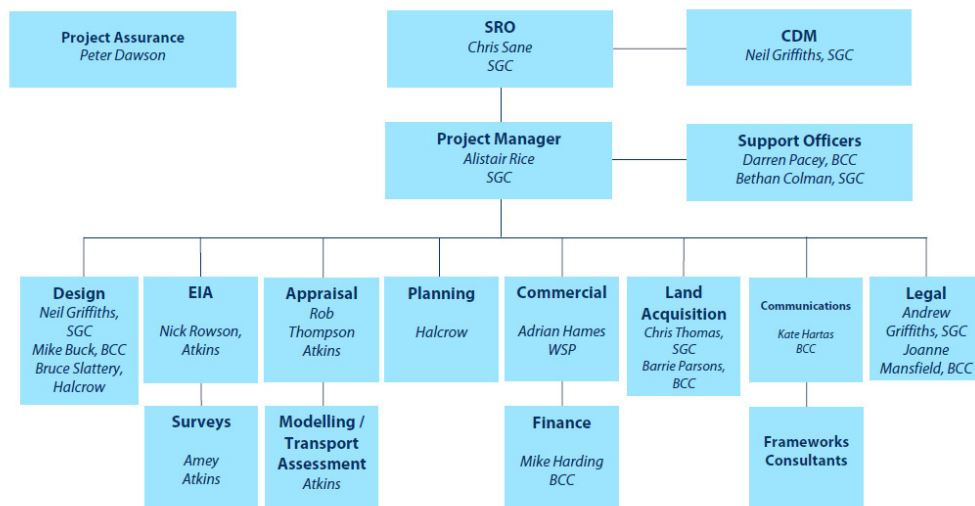 Project Assurance
Peter Dawson
SRO
Chris Sane
SGC
CDM
Neil Griffiths, SGC
Project Manager
Alistair Rice
SGC
Support Officers
Darren Pacey, BCC
Bethan Colman, SGC
Design
Neil Griffiths,
SGC
Mike Buck, BCC
Bruce Slattery,
Halcrow
EIA
Nick Rowson,
Atkins
Appraisal
Rob
Thompson
Atkins
Planning
Halcrow
Commercial
Adrian Hames
WSP
Land
Acquisition
Chris Thomas,
SGC
Barrie Parsons,
BCC
Communications
Kate Hartas
BCC
Legal
Andrew
Griffiths, SGC
Joanne
Mansfield, BCC
Surveys
Amey
Atkins
Modelling /
Transport
Assessment
Atkins
Finance
Mike Harding
BCC
Frameworks
Consultants